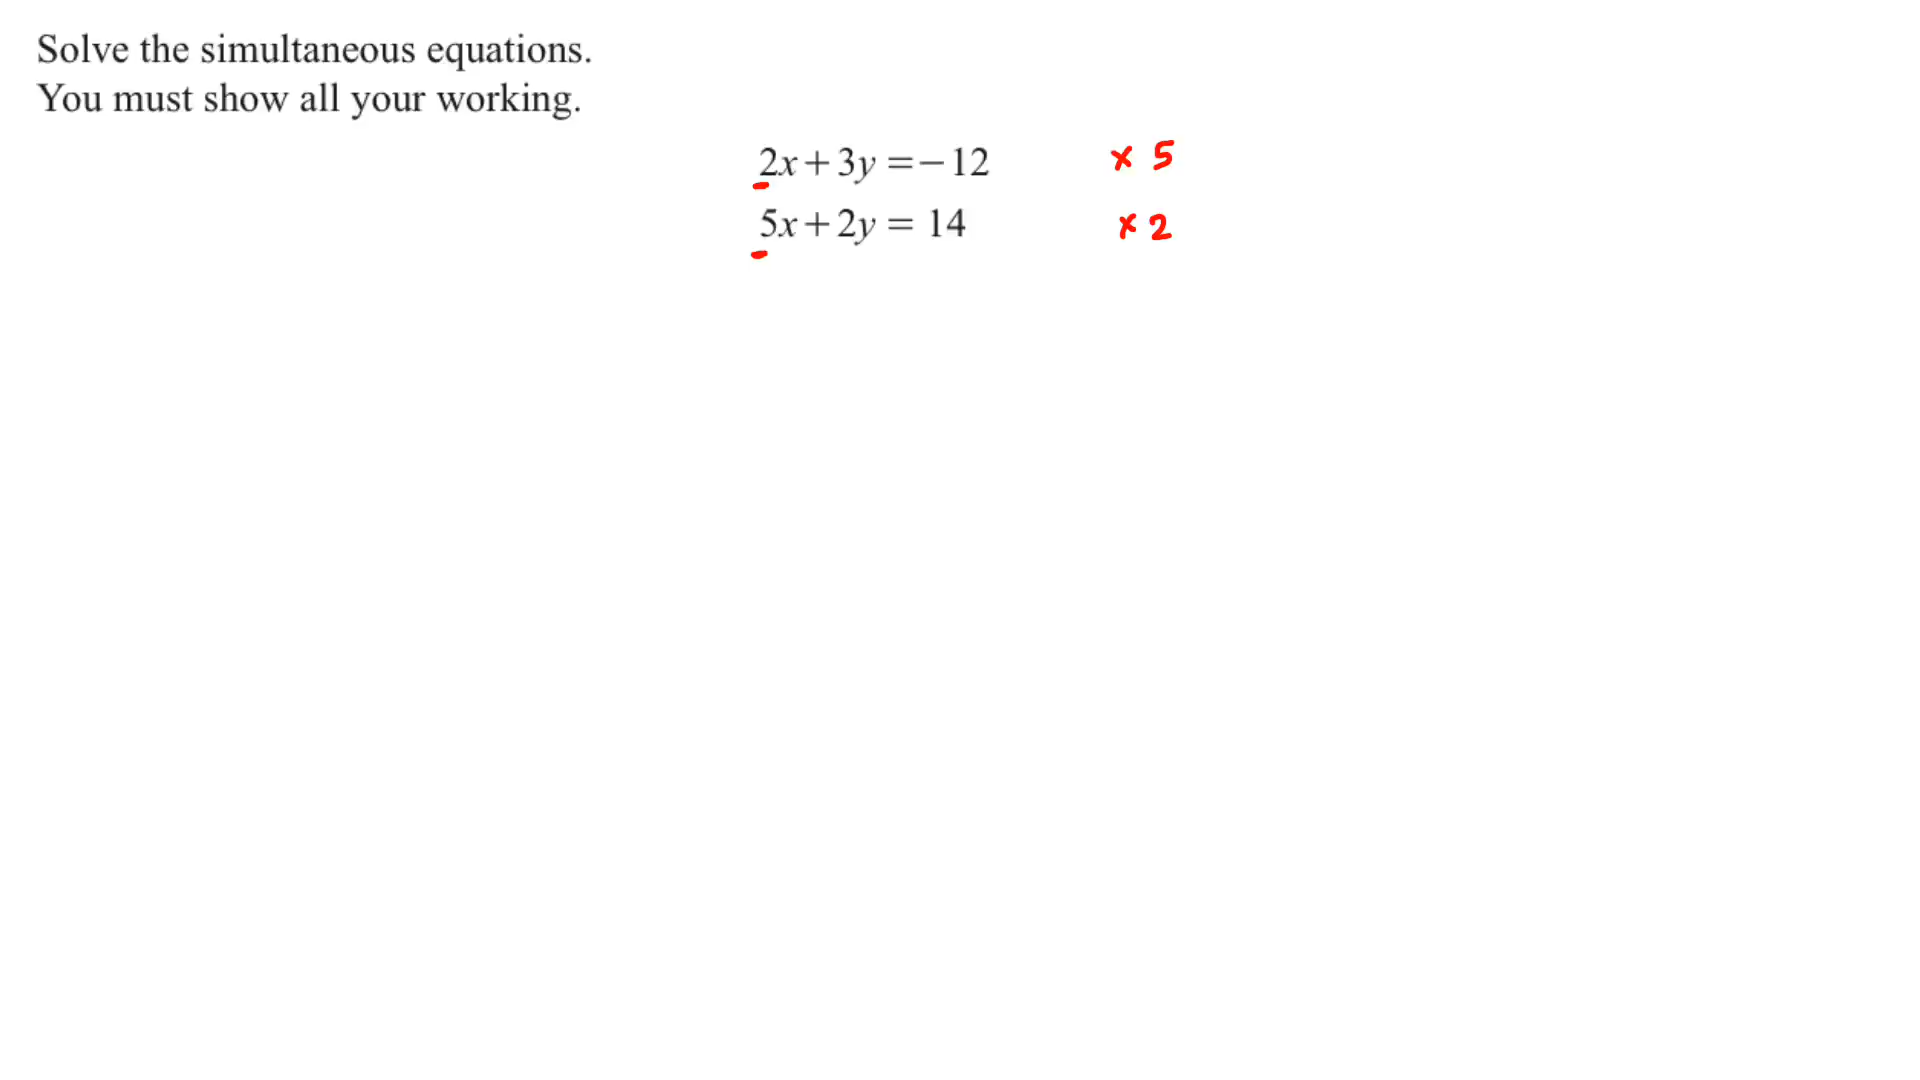 Solve the simultaneous equations.
You must show all your working.
2x+3y=−12 × 5
5x+2y= 14 × 2